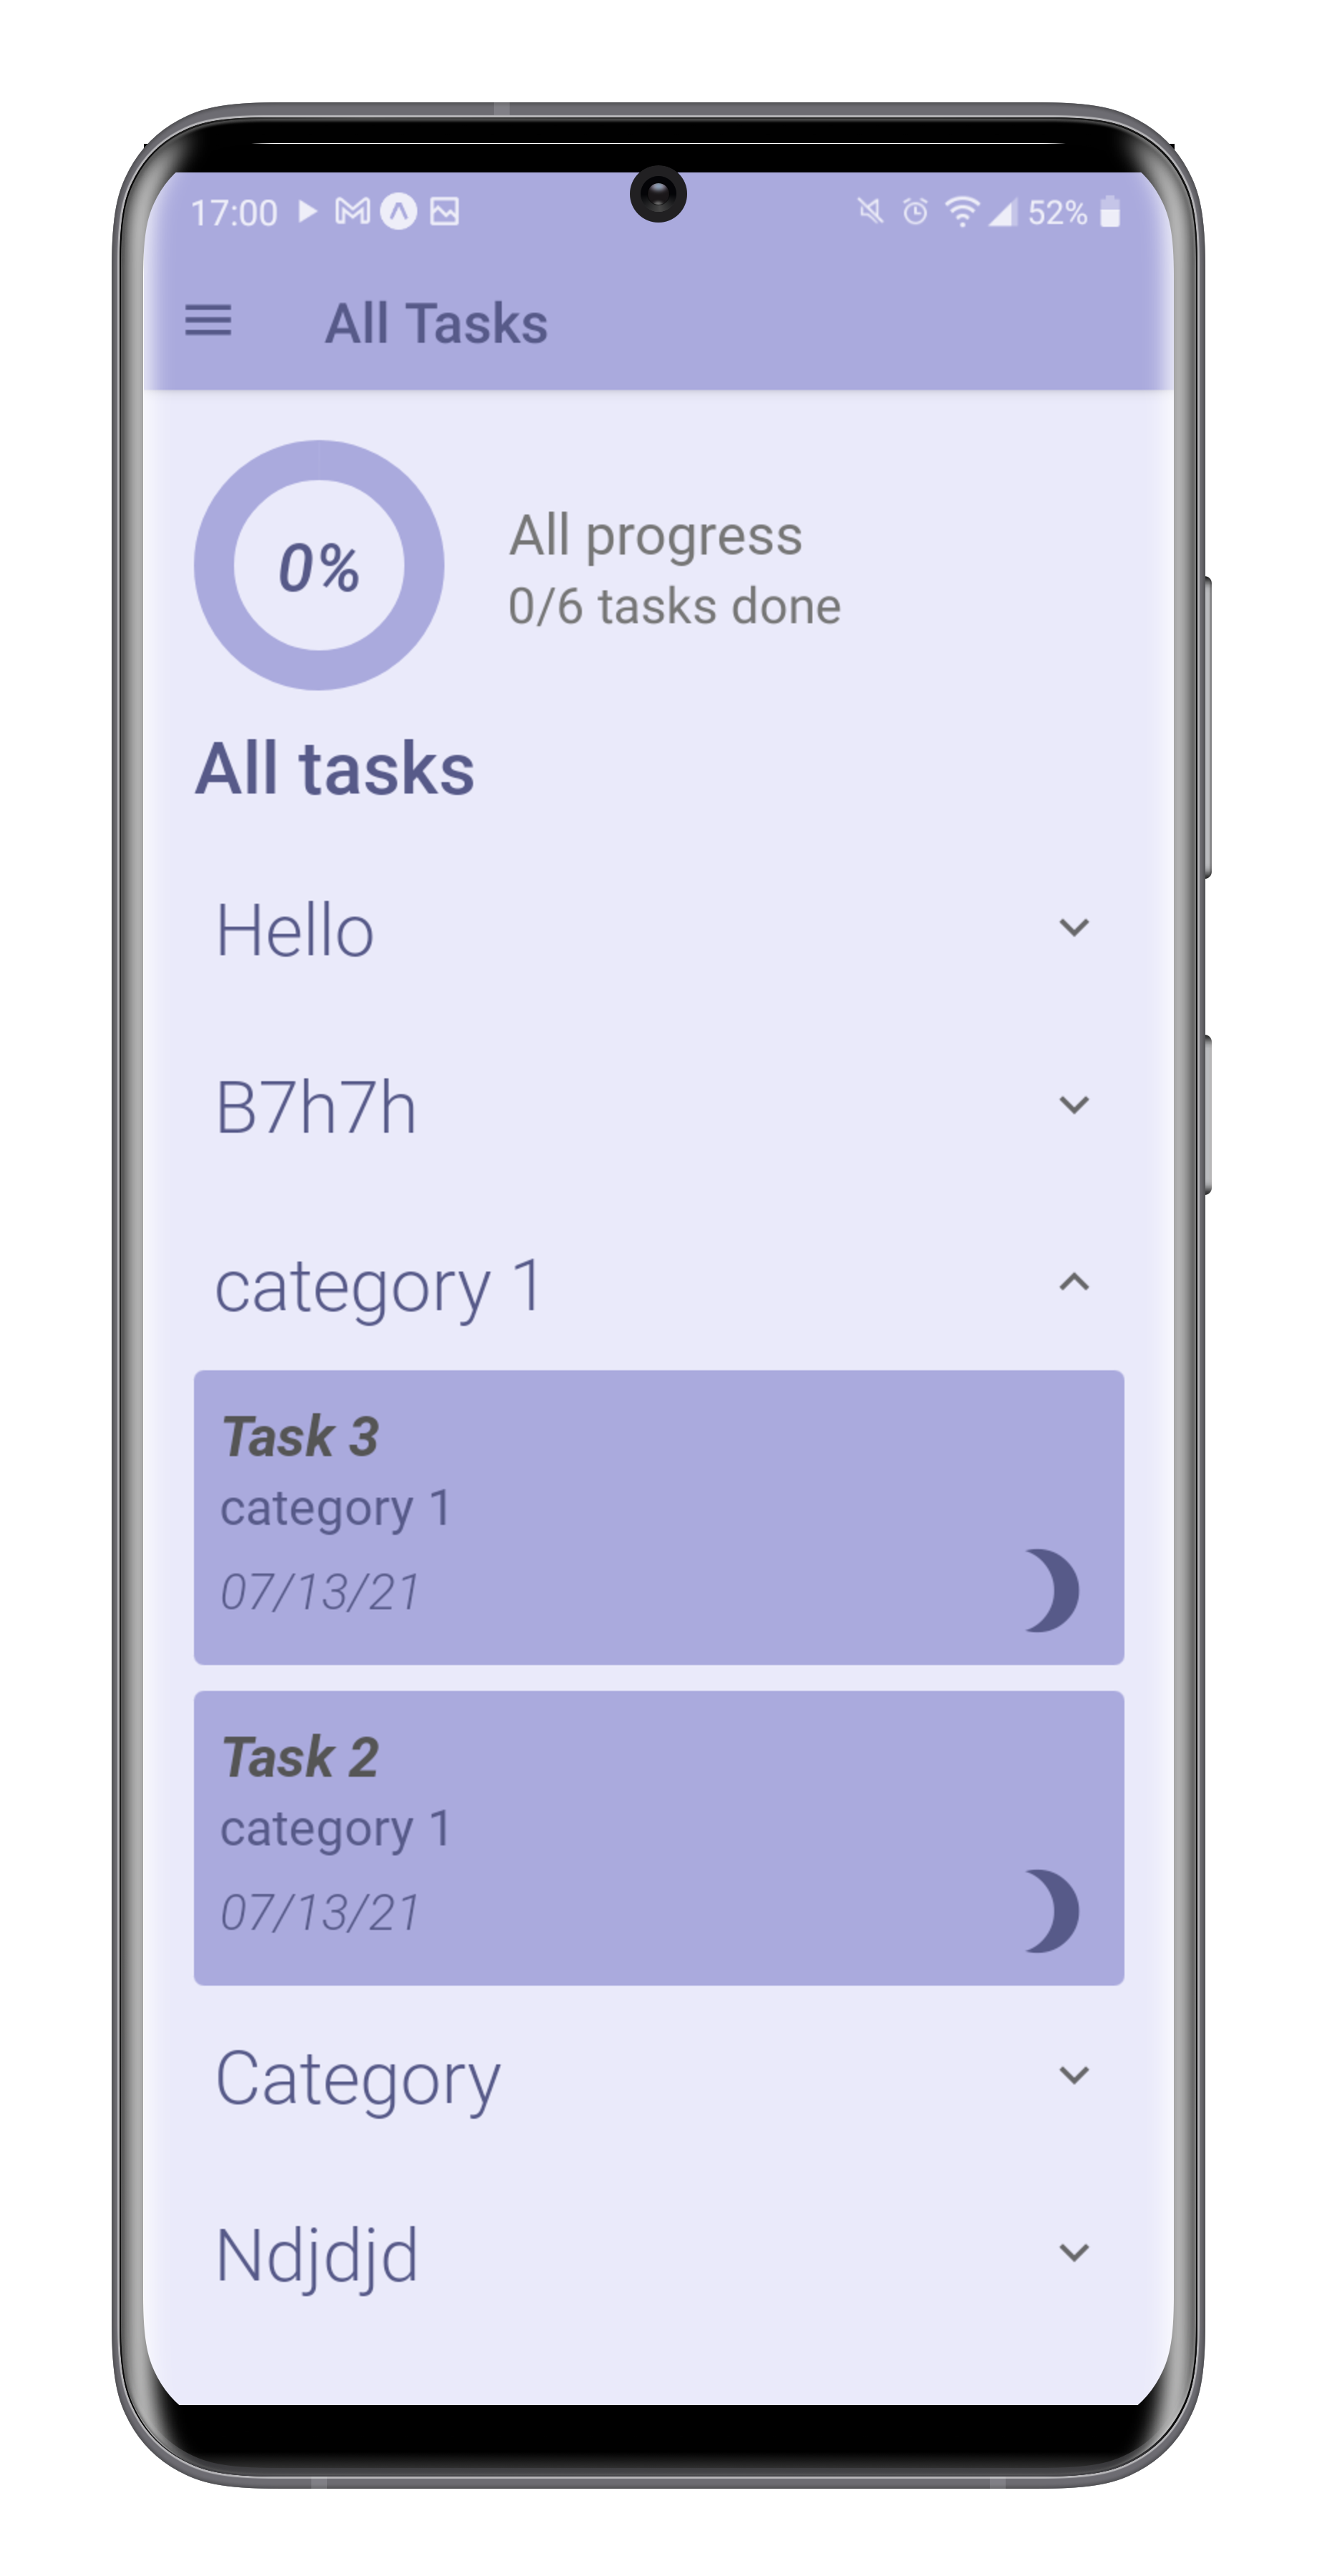 17:00 52%
All Tasks
0%
All progress
0/6 tasks done
All tasks
Hello
B7h7h
category 1
Task 3
category 1
07/13/21
Task 2
category 1
07/13/21
Category
Ndjdjd